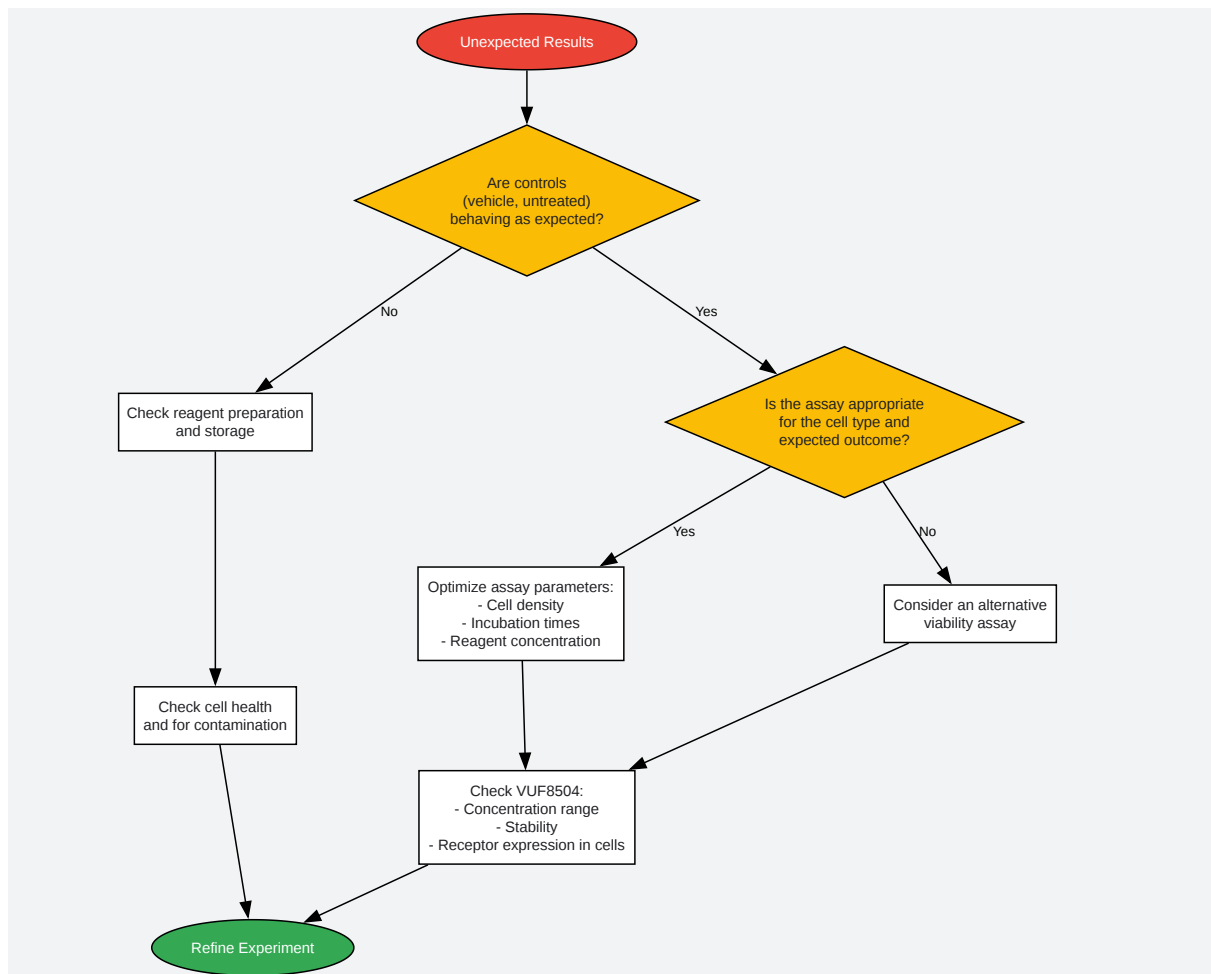 Unexpected Results
Are controls
(vehicle, untreated)
behaving as expected?
No
Yes
Check reagent preparation
and storage
Is the assay appropriate
for the cell type and
expected outcome?
Yes
No
Optimize assay parameters:
- Cell density
- Incubation times
- Reagent concentration
Consider an alternative
viability assay
Check cell health
and for contamination
Check VUF8504:
- Concentration range
- Stability
- Receptor expression in cells
Refine Experiment